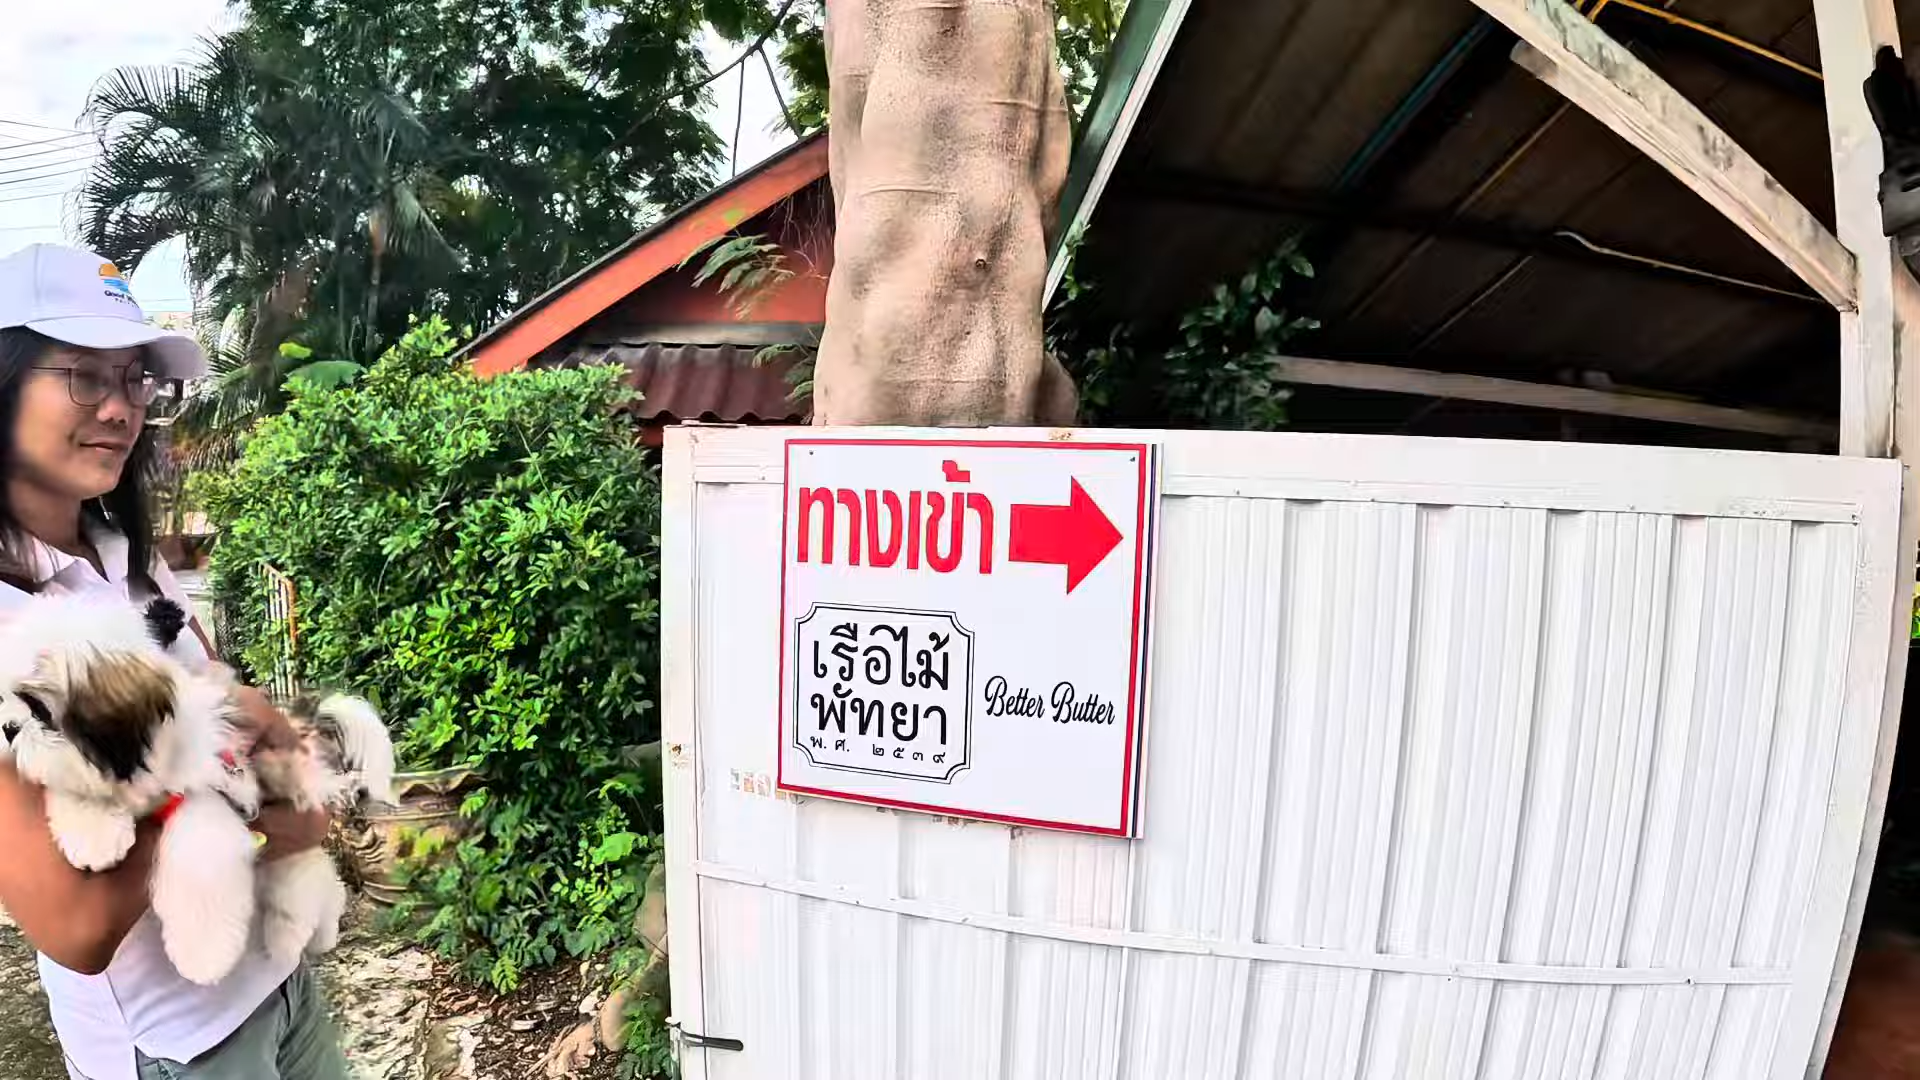 ทางเข้า
เรือไม้
พัทยา
พ.ศ. ๒๕๓๙
Better Butter